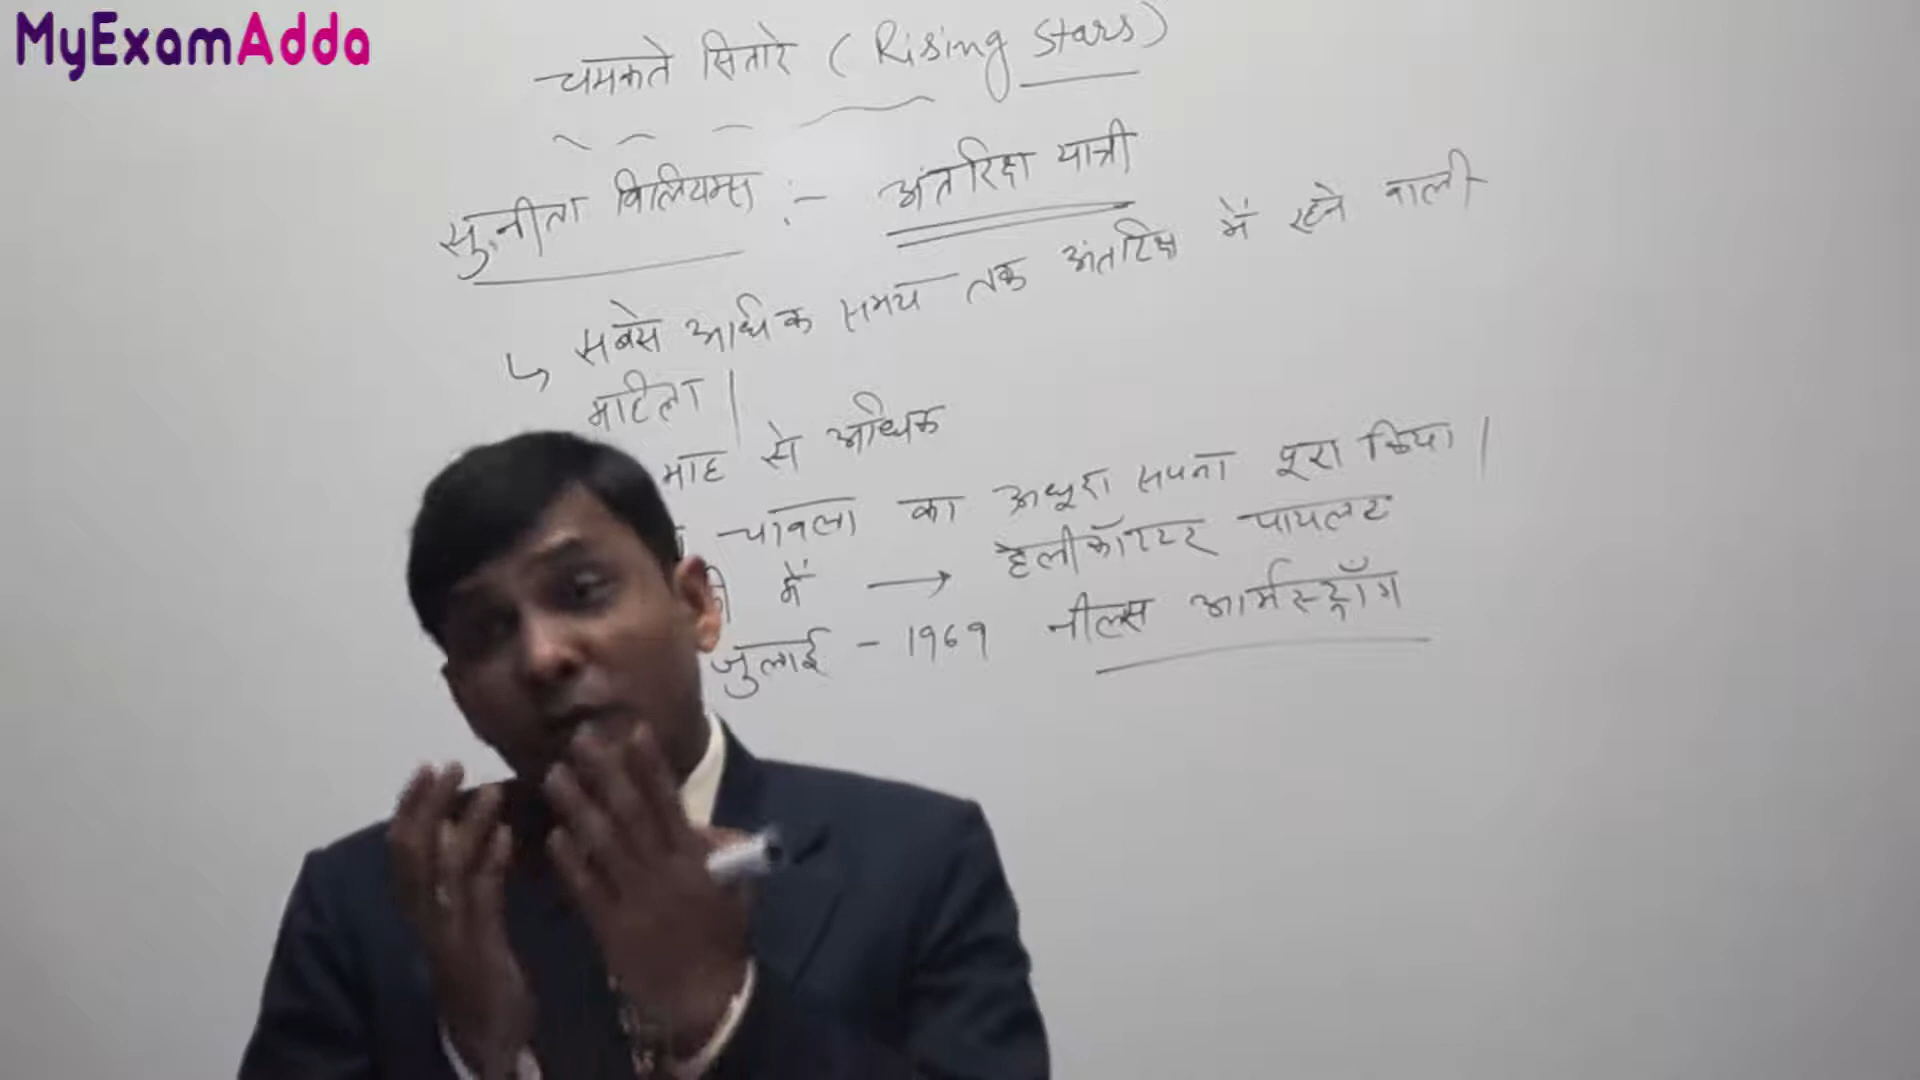 MyExamAdda
चमकते सितारे (Rising Stars)
सुनीता विलियम्स :- अंतरिक्ष यात्री
↳ सबसे अधिक समय तक अंतरिक्ष में रहने वाली
महिला |
माह से अधिक
चावला का अधूरा सपना पूरा किया |
में → हेलीकॉप्टर पायलट
जुलाई - 1969 नील्स आर्मस्ट्रॉंग